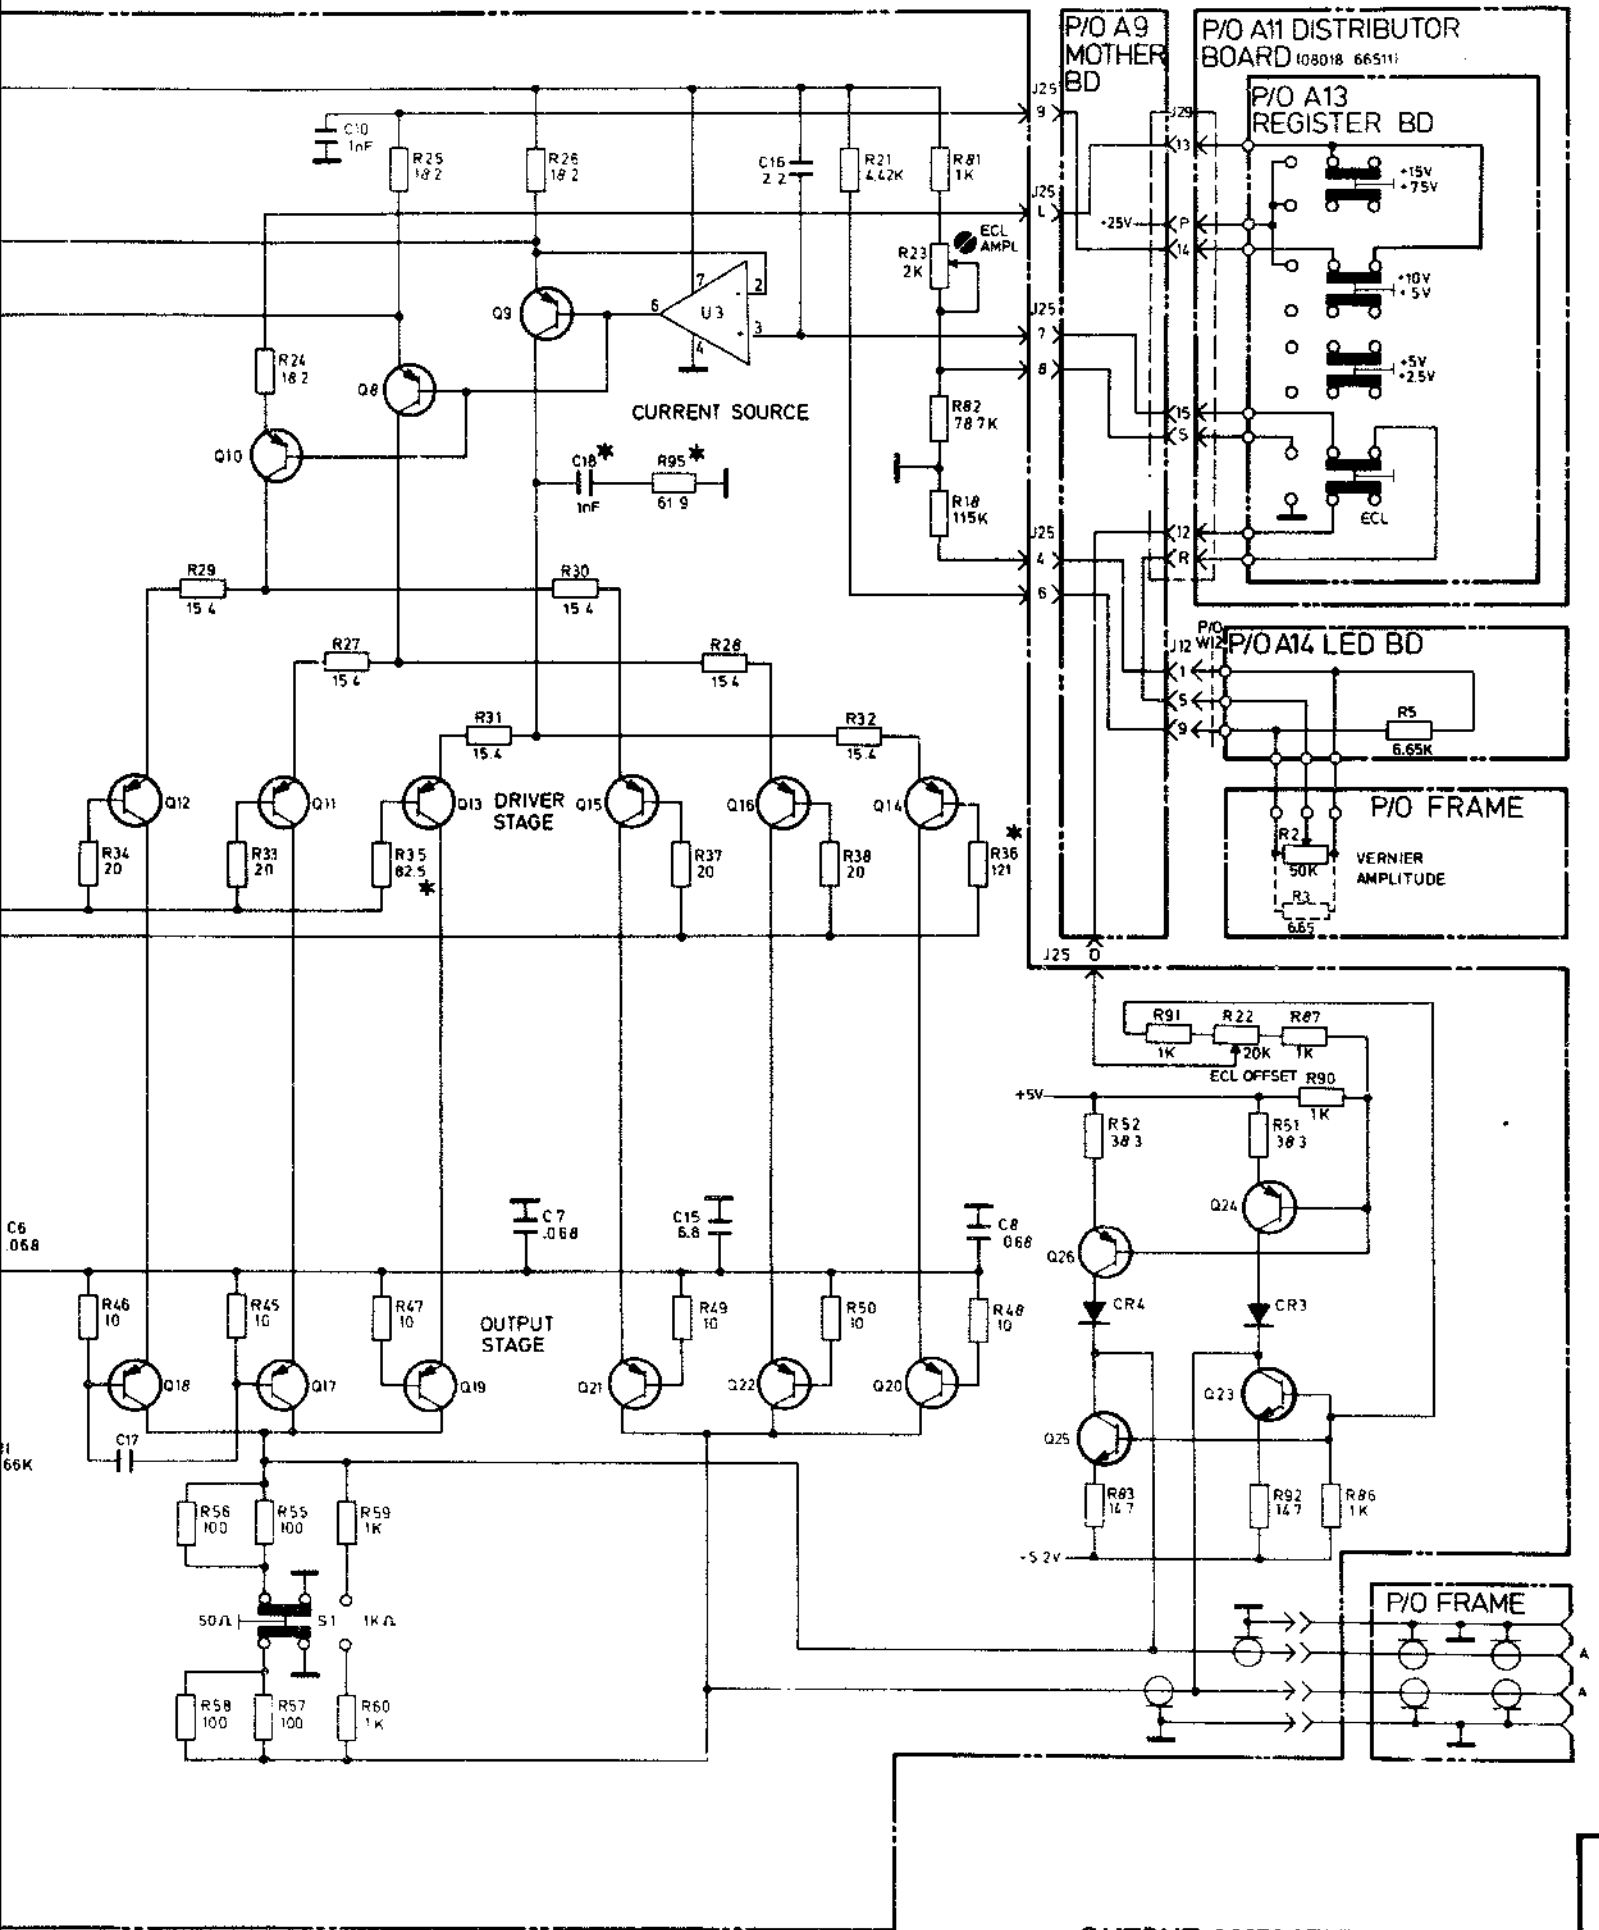 P/O A9
MOTHER
BD
P/O A11 DISTRIBUTOR
BOARD (08018 66511)
P/O A13
REGISTER BD
J25
9
J29
13
C10
1nF
R25
18 2
R26
18 2
C16
2 2
R21
4.42K
R81
1K
+15V
+7.5V
J25
L
+25V
P
14
ECL
AMPL
R23
2K
+10V
+5V
Q9
6
7
2
U3
3
4
J25
7
8
R24
18 2
Q8
+5V
+2.5V
CURRENT SOURCE
R82
78 7K
15
S
Q10
C18 *
1nF
R95 *
61 9
R18
115K
ECL
J25
4
6
12
R
R29
15 4
R30
15 4
R27
15 4
R28
15 4
P/O
W12
J12
P/O A14 LED BD
1
5
9
R5
6.65K
R31
15.4
R32
15.4
Q12
Q11
Q13
DRIVER
STAGE
Q15
Q16
Q14
P/O FRAME
R34
20
R33
20
R35
82.5
*
R37
20
R38
20
*
R36
121
R2
50K
VERNIER
AMPLITUDE
R3
6.65
J25
O
R91
1K
R22
20K
R87
1K
ECL OFFSET
R90
1K
+5V
R52
38 3
R51
38 3
Q24
Q26
C6
.068
C 7
.068
C15
6.8
C8
068
R46
10
R45
10
R47
10
OUTPUT
STAGE
R49
10
R50
10
R48
10
CR4
CR3
Q18
Q17
Q19
Q21
Q22
Q20
Q23
Q25
C17
66K
R56
100
R55
100
R59
1K
R83
14 7
R92
14 7
R86
1K
-5 2V
50Ω
S1
1KΩ
P/O FRAME
A
A
R58
100
R57
100
R60
1K